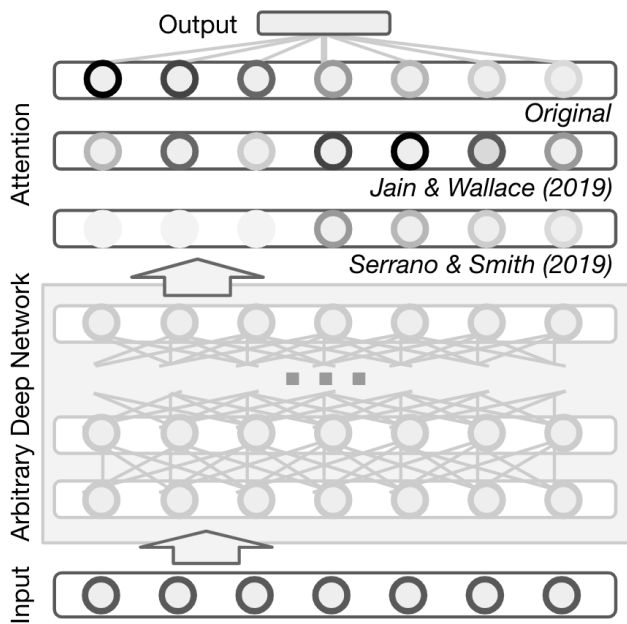 Output
Original
Attention
Jain & Wallace (2019)
Serrano & Smith (2019)
Arbitrary Deep Network
Input